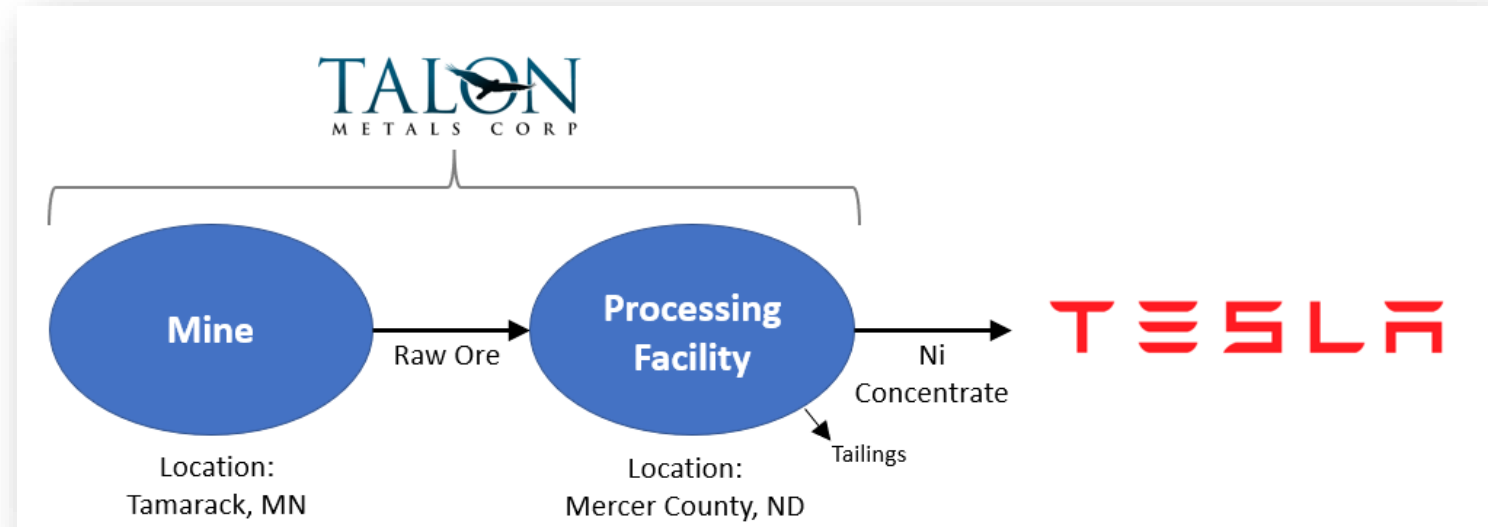 TALON
METALS CORP
Mine
Raw Ore
Processing
Facility
Ni
Concentrate
TESLA
Tailings
Location:
Tamarack, MN
Location:
Mercer County, ND